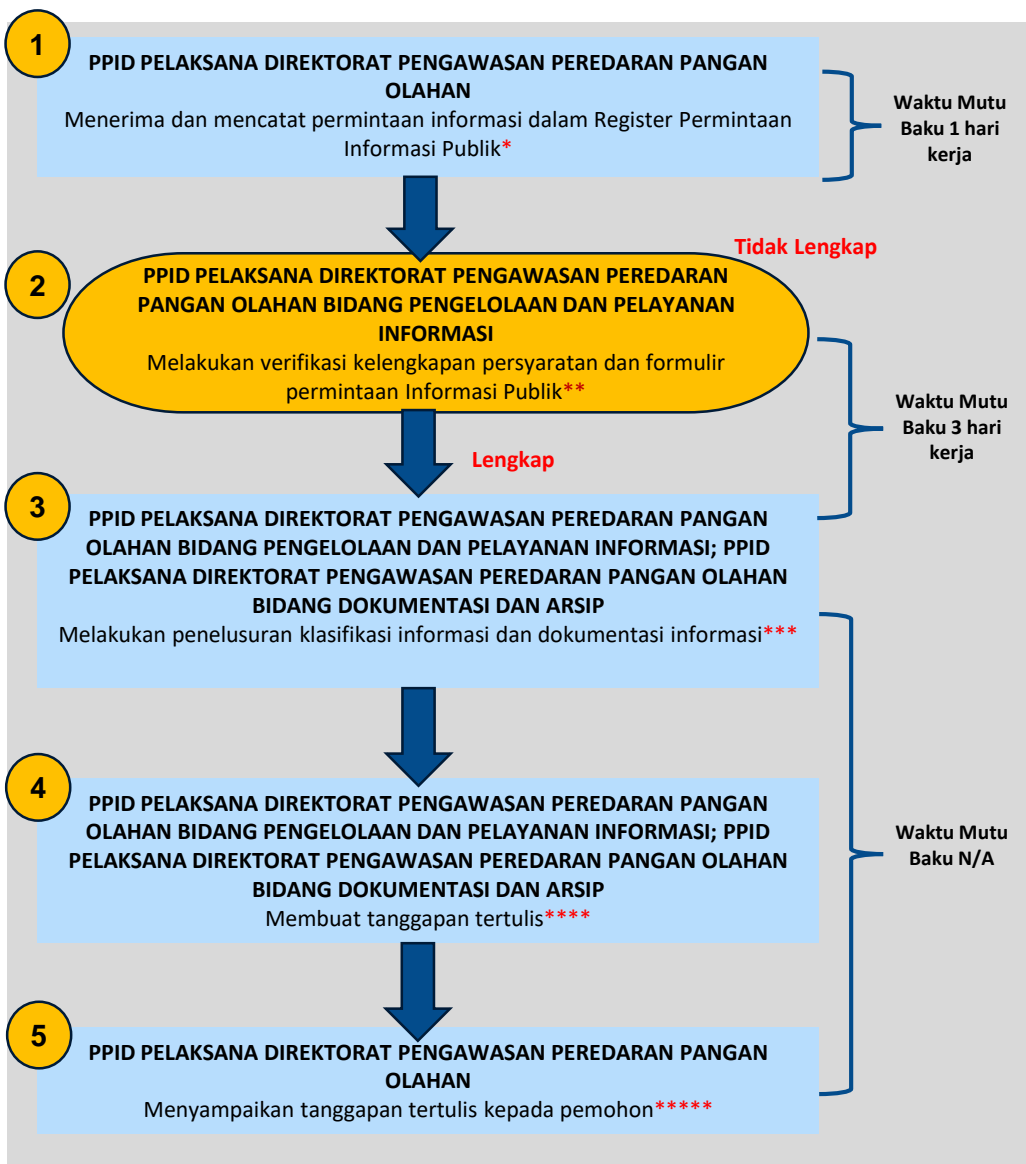 1
PPID PELAKSANA DIREKTORAT PENGAWASAN PEREDARAN PANGAN
OLAHAN
Menerima dan mencatat permintaan informasi dalam Register Permintaan
Informasi Publik*
Waktu Mutu
Baku 1 hari
kerja
Tidak Lengkap
2
PPID PELAKSANA DIREKTORAT PENGAWASAN PEREDARAN
PANGAN OLAHAN BIDANG PENGELOLAAN DAN PELAYANAN
INFORMASI
Melakukan verifikasi kelengkapan persyaratan dan formulir
permintaan Informasi Publik**
Waktu Mutu
Baku 3 hari
kerja
Lengkap
3
PPID PELAKSANA DIREKTORAT PENGAWASAN PEREDARAN PANGAN
OLAHAN BIDANG PENGELOLAAN DAN PELAYANAN INFORMASI; PPID
PELAKSANA DIREKTORAT PENGAWASAN PEREDARAN PANGAN OLAHAN
BIDANG DOKUMENTASI DAN ARSIP
Melakukan penelusuran klasifikasi informasi dan dokumentasi informasi***
4
PPID PELAKSANA DIREKTORAT PENGAWASAN PEREDARAN PANGAN
OLAHAN BIDANG PENGELOLAAN DAN PELAYANAN INFORMASI; PPID
PELAKSANA DIREKTORAT PENGAWASAN PEREDARAN PANGAN OLAHAN
BIDANG DOKUMENTASI DAN ARSIP
Membuat tanggapan tertulis****
Waktu Mutu
Baku N/A
5
PPID PELAKSANA DIREKTORAT PENGAWASAN PEREDARAN PANGAN
OLAHAN
Menyampaikan tanggapan tertulis kepada pemohon*****